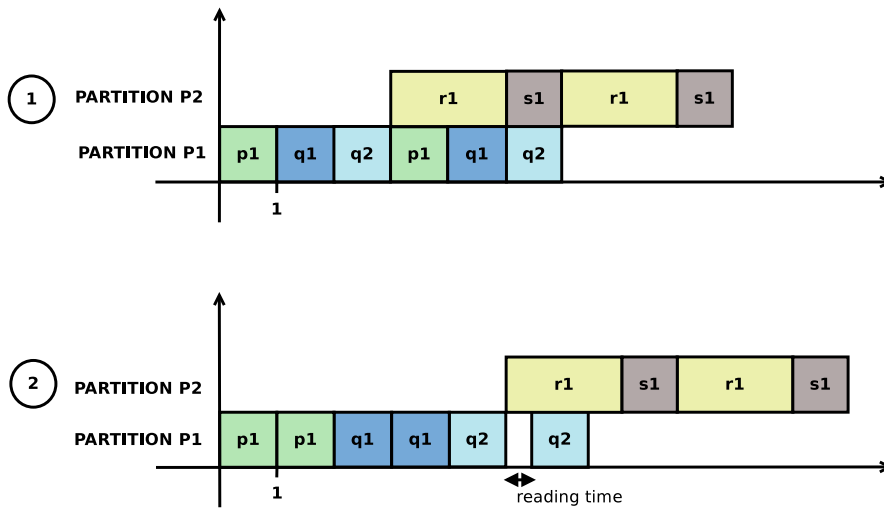 1
PARTITION P2
r1 s1 r1 s1
PARTITION P1
p1 q1 q2 p1 q1 q2
1
2
PARTITION P2
r1 s1 r1 s1
PARTITION P1
p1 p1 q1 q1 q2 q2
1
reading time